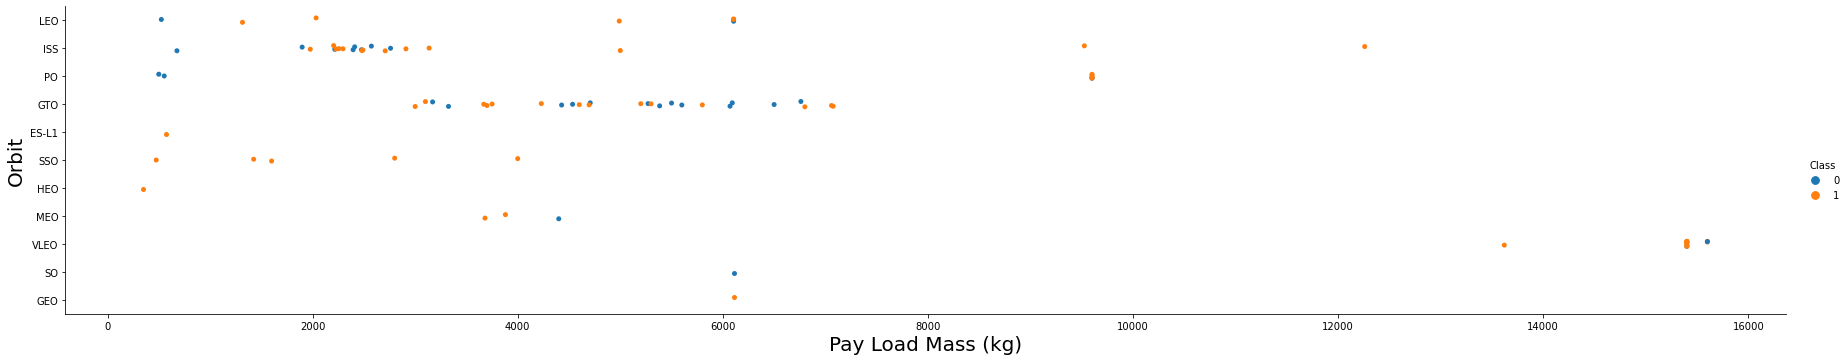 LEO
ISS
PO
GTO
ES-L1
SSO
HEO
MEO
VLEO
SO
GEO
Orbit
0 2000 4000 6000 8000 10000 12000 14000 16000
Pay Load Mass (kg)
Class
0
1